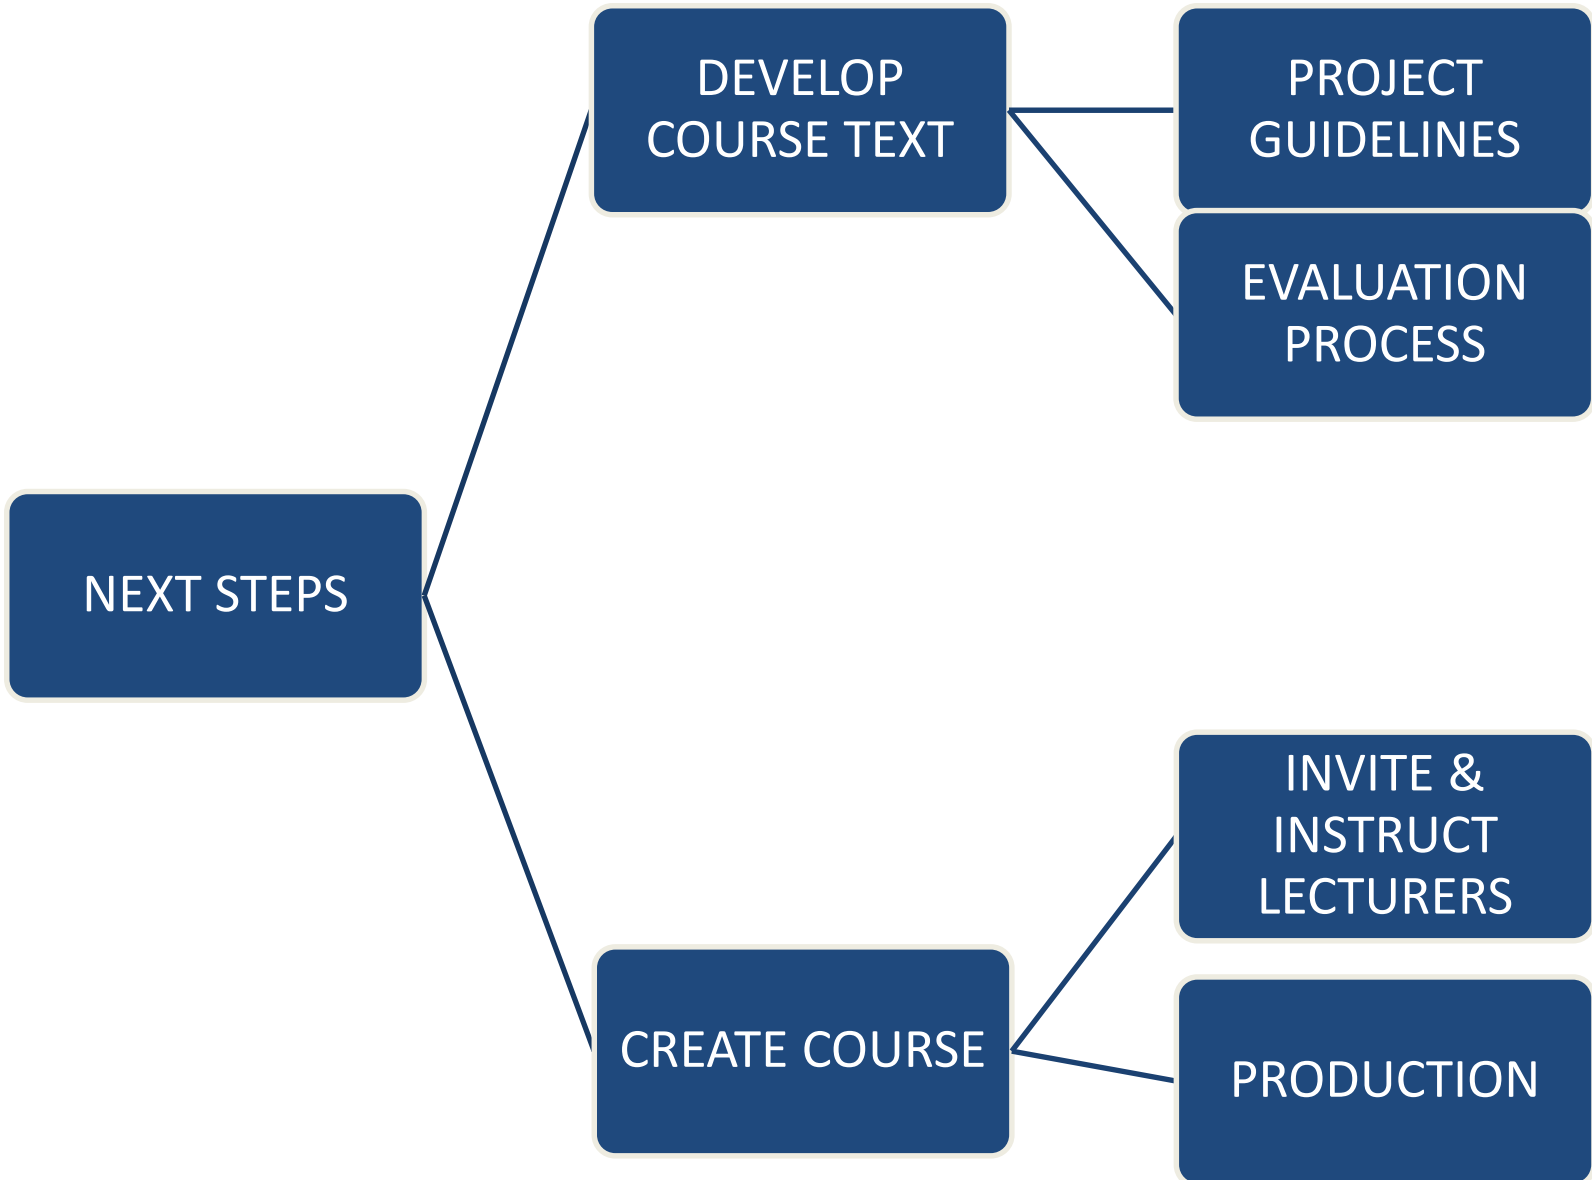 DEVELOP
COURSE TEXT
PROJECT
GUIDELINES
EVALUATION
PROCESS
NEXT STEPS
INVITE &
INSTRUCT
LECTURERS
CREATE COURSE
PRODUCTION